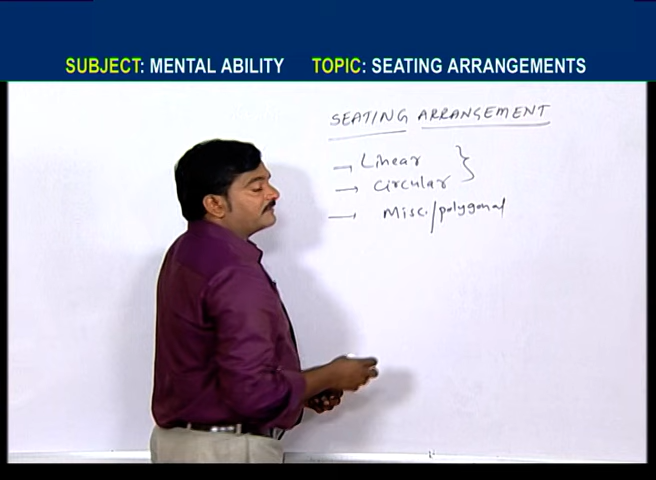 SUBJECT: MENTAL ABILITY TOPIC: SEATING ARRANGEMENTS
SEATING ARRANGEMENT
→ Linear
→ Circular
→ Misc./polygonal